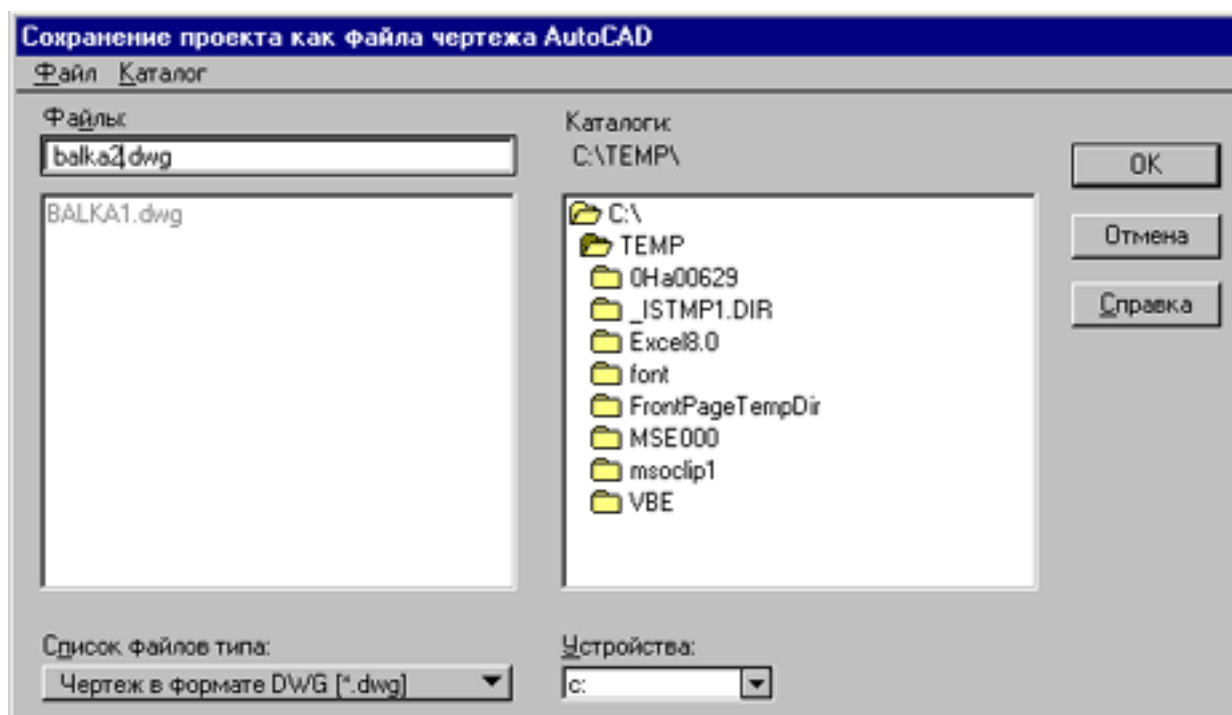 Сохранение проекта как файла чертежа AutoCAD
Файл Каталог
Файлы:
balka2.dwg
BALKA1.dwg
Список файлов типа:
Чертеж в формате DWG [*.dwg]
Каталоги:
C:\TEMP\
C:\
TEMP
0Ha00629
_ISTMP1.DIR
Excel8.0
font
FrontPageTempDir
MSE000
msoclip1
VBE
Устройства:
c:
OK
Отмена
Справка